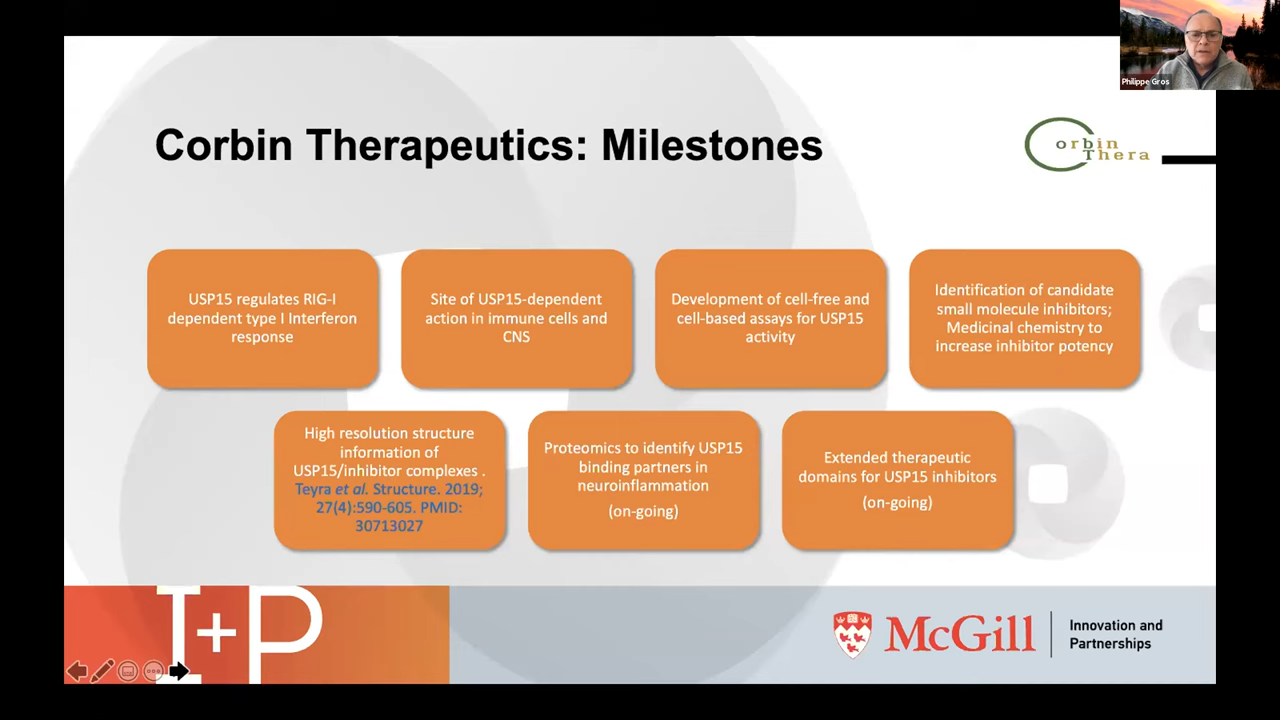 Philippe Gros
Corbin Therapeutics: Milestones
Corbin
Thera
USP15 regulates RIG-I
dependent type I Interferon
response
Site of USP15-dependent
action in immune cells and
CNS
Development of cell-free and
cell-based assays for USP15
activity
Identification of candidate
small molecule inhibitors;
Medicinal chemistry to
increase inhibitor potency
High resolution structure
information of
USP15/inhibitor complexes .
Teyra et al. Structure. 2019;
27(4):590-605. PMID:
30713027
Proteomics to identify USP15
binding partners in
neuroinflammation
(on-going)
Extended therapeutic
domains for USP15 inhibitors
(on-going)
I+P
McGill
Innovation and
Partnerships